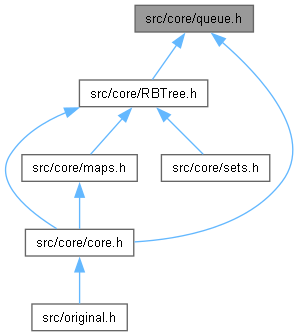 src/core/queue.h
src/core/RBTree.h
src/core/maps.h
src/core/sets.h
src/core/core.h
src/original.h